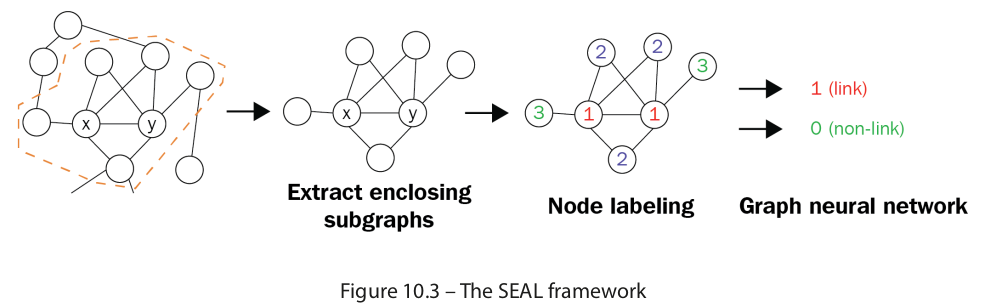 x y
x y
2 2 3
3 1 1
2
1 (link)
0 (non-link)
Extract enclosing
subgraphs
Node labeling
Graph neural network
Figure 10.3 – The SEAL framework